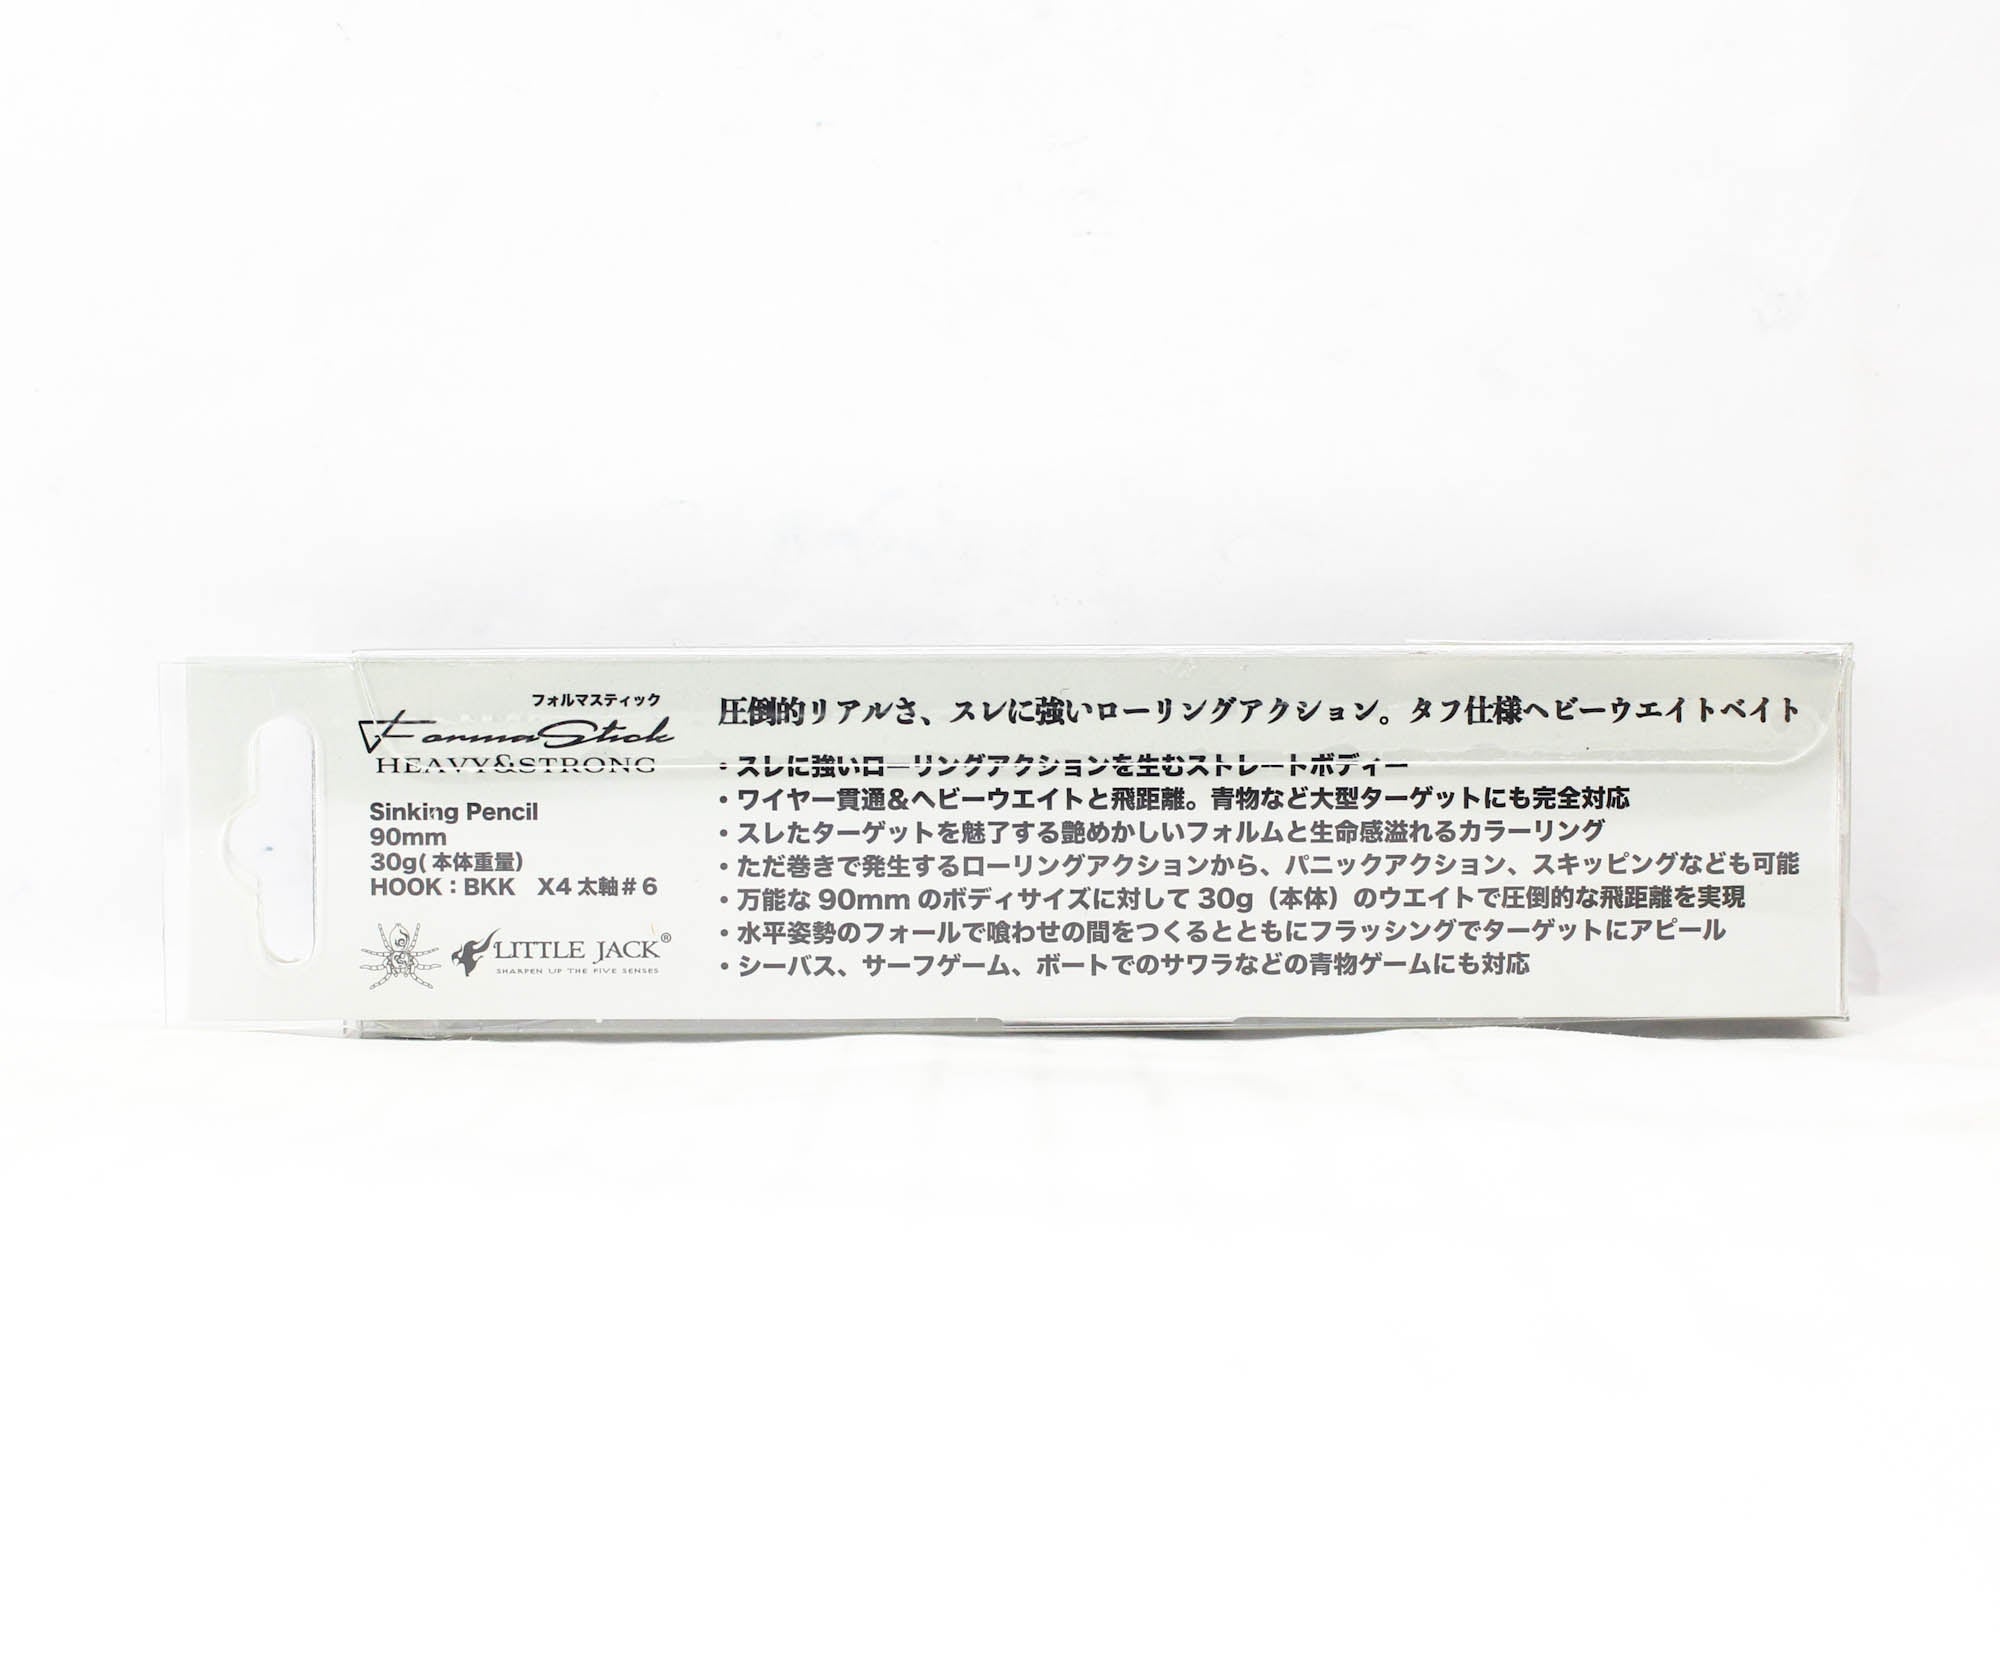 フォルマスティック
FormaStick
HEAVY&STRONG
Sinking Pencil
90mm
30g(本体重量)
HOOK：BKK　X4 太軸＃6
LITTLE JACK®
SHARPEN UP THE FIVE SENSES
圧倒的リアルさ、スレに強いローリングアクション。タフ仕様ヘビーウエイトベイト
・スレに強いローリングアクションを生むストレートボディー
・ワイヤー貫通＆ヘビーウエイトと飛距離。青物など大型ターゲットにも完全対応
・スレたターゲットを魅了する艶めかしいフォルムと生命感溢れるカラーリング
・ただ巻きで発生するローリングアクションから、パニックアクション、スキッピングなども可能
・万能な 90mm のボディサイズに対して 30g（本体）のウエイトで圧倒的な飛距離を実現
・水平姿勢のフォールで喰わせの間をつくるとともにフラッシングでターゲットにアピール
・シーバス、サーフゲーム、ボートでのサワラなどの青物ゲームにも対応